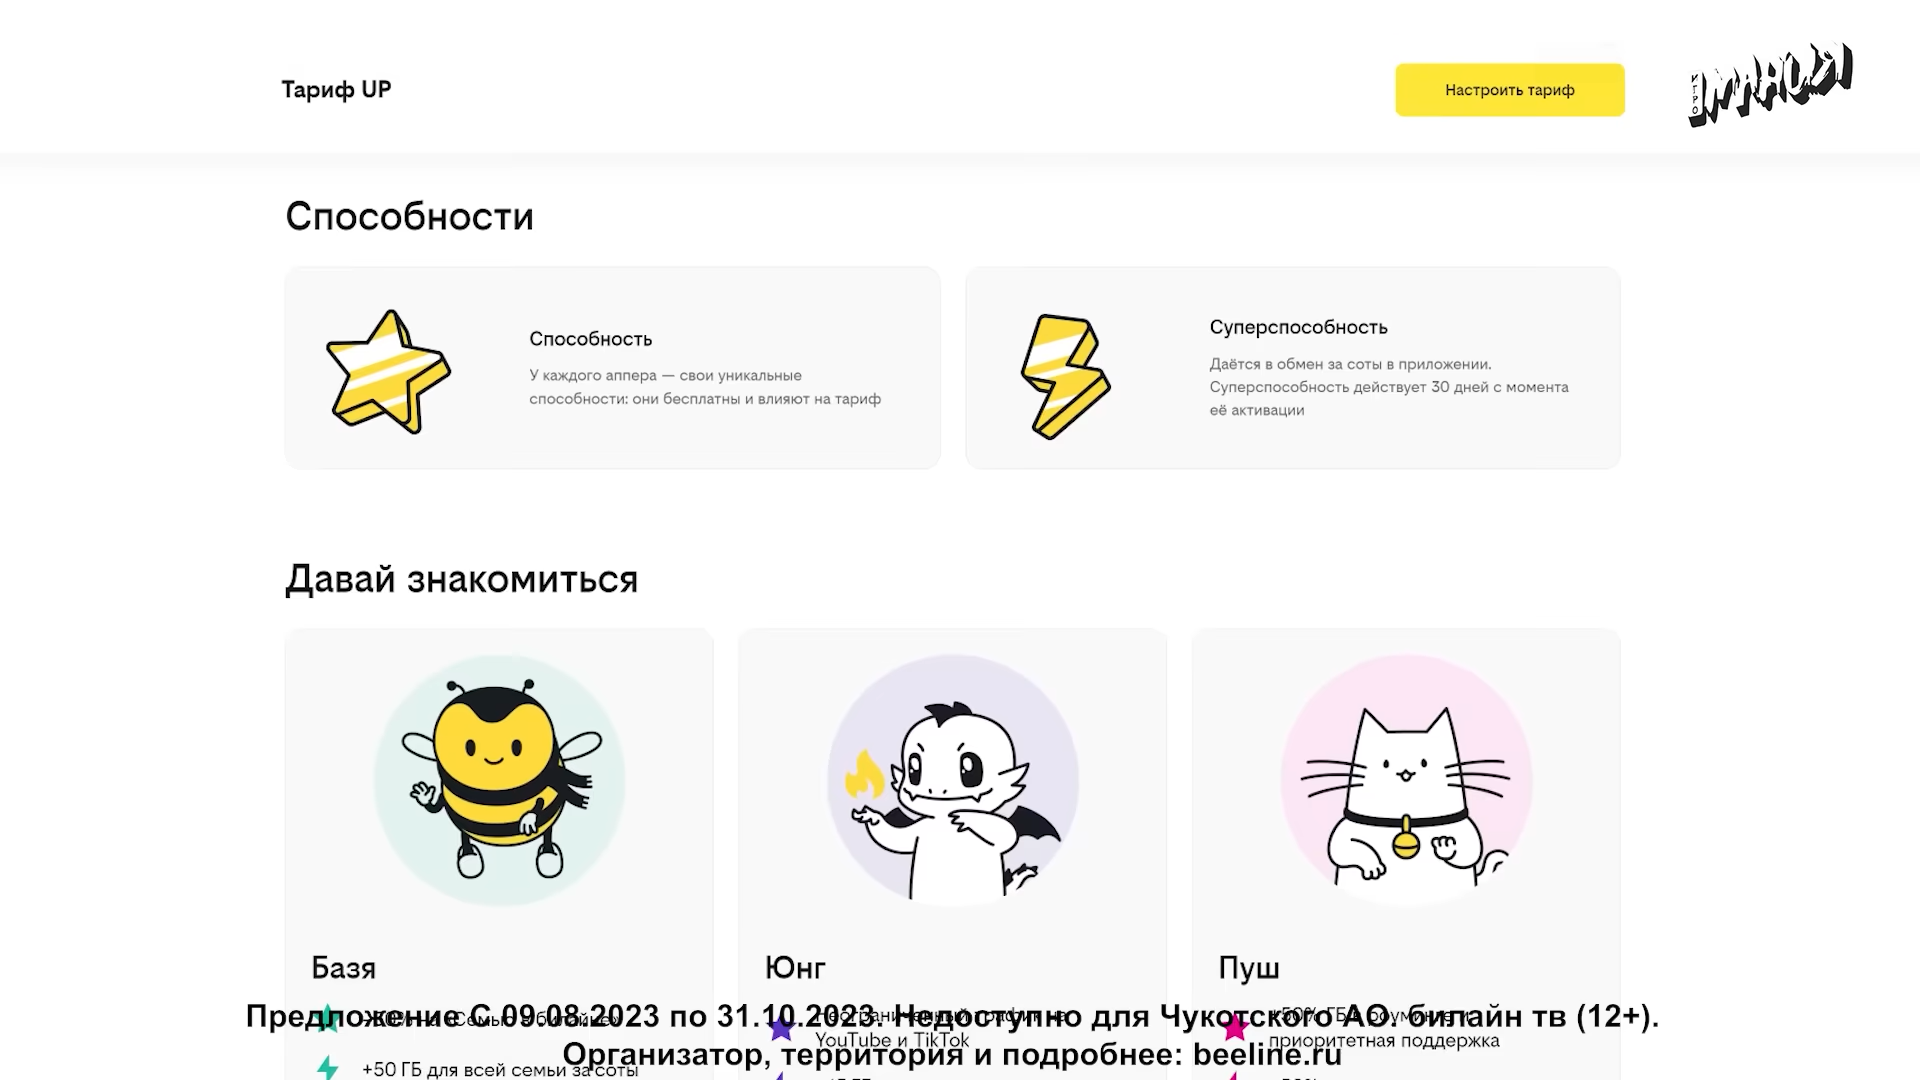 Тариф UP
Настроить тариф
Способности
Способность
У каждого аппера — свои уникальные
способности: они бесплатны и влияют на тариф
Суперспособность
Даётся в обмен за соты в приложении.
Суперспособность действует 30 дней с момента
её активации
Давай знакомиться
Базя
Юнг
Пуш
Предложение С 09.08.2023 по 31.10.2023. Недоступно для Чукотского АО. билайн тв (12+).
YouTube и TikTok
приоритетная поддержка
Организатор, территория и подробнее: beeline.ru
+50 ГБ для всей семьи за соты